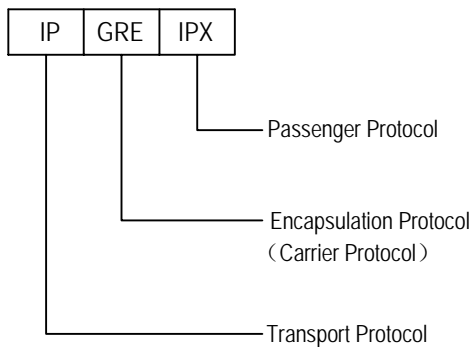 IP GRE IPX
Passenger Protocol
Encapsulation Protocol
（Carrier Protocol）
Transport Protocol